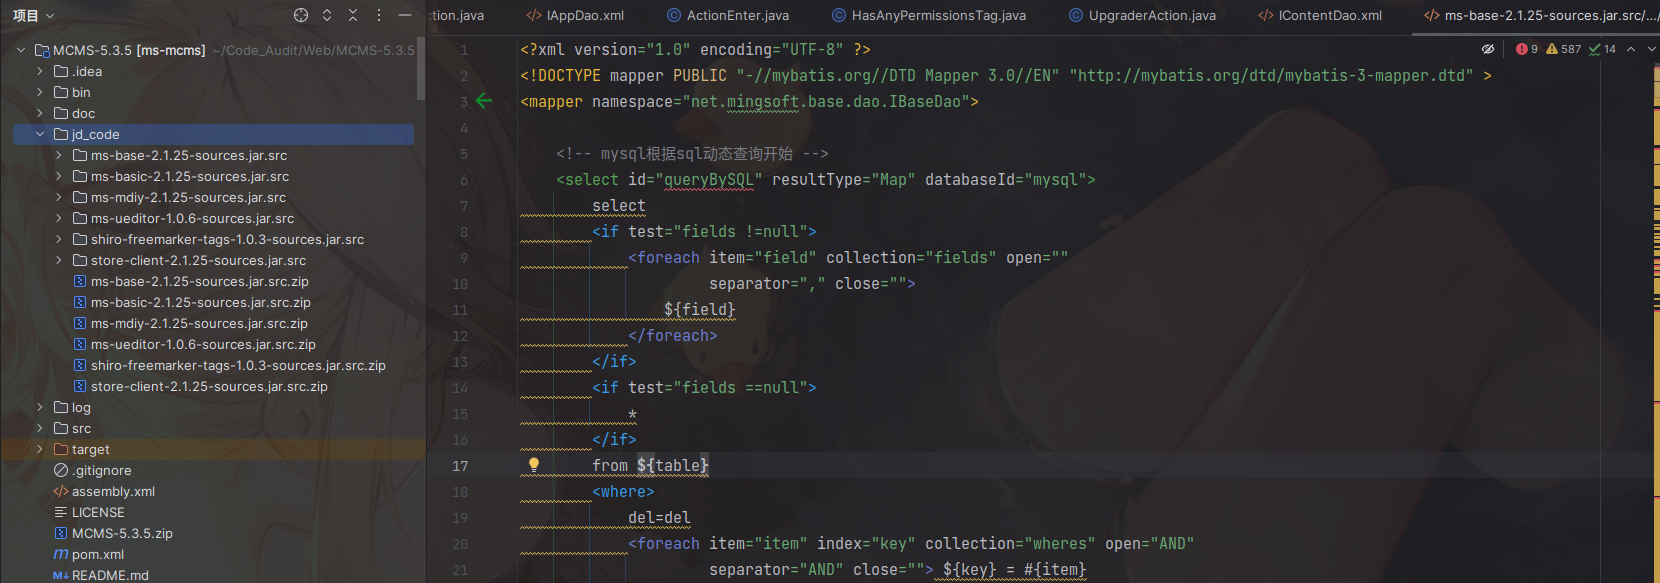 项目
MCMS-5.3.5 [ms-mcms] ~/Code_Audit/Web/MCMS-5.3.5
.idea
bin
doc
jd_code
ms-base-2.1.25-sources.jar.src
ms-basic-2.1.25-sources.jar.src
ms-mdiy-2.1.25-sources.jar.src
ms-ueditor-1.0.6-sources.jar.src
shiro-freemarker-tags-1.0.3-sources.jar.src
store-client-2.1.25-sources.jar.src
ms-base-2.1.25-sources.jar.src.zip
ms-basic-2.1.25-sources.jar.src.zip
ms-mdiy-2.1.25-sources.jar.src.zip
ms-ueditor-1.0.6-sources.jar.src.zip
shiro-freemarker-tags-1.0.3-sources.jar.src.zip
store-client-2.1.25-sources.jar.src.zip
log
src
target
.gitignore
assembly.xml
LICENSE
MCMS-5.3.5.zip
pom.xml
README.md
ction.java IAppDao.xml ActionEnter.java HasAnyPermissionsTag.java UpgraderAction.java IContentDao.xml ms-base-2.1.25-sources.jar.src/.../
9 587 14
1 <?xml version="1.0" encoding="UTF-8" ?>
2 <!DOCTYPE mapper PUBLIC "-//mybatis.org//DTD Mapper 3.0//EN" "http://mybatis.org/dtd/mybatis-3-mapper.dtd" >
3 <mapper namespace="net.mingsoft.base.dao.IBaseDao">
4
5 <!-- mysql根据sql动态查询开始 -->
6 <select id="queryBySQL" resultType="Map" databaseId="mysql">
7 select
8 <if test="fields !=null">
9 <foreach item="field" collection="fields" open=""
10 separator="," close="">
11 ${field}
12 </foreach>
13 </if>
14 <if test="fields ==null">
15 *
16 </if>
17 from ${table}
18 <where>
19 del=del
20 <foreach item="item" index="key" collection="wheres" open="AND"
21 separator="AND" close=""> ${key} = #{item}